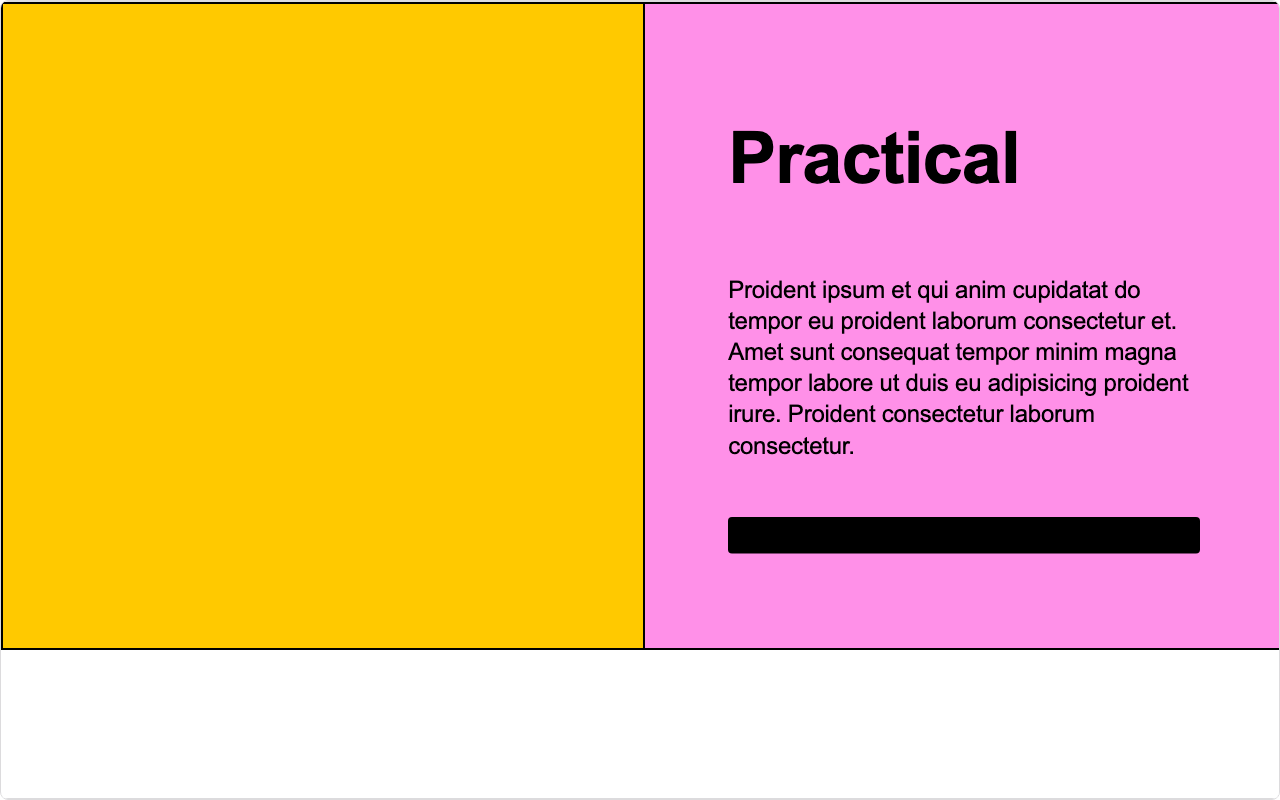 Practical
Proident ipsum et qui anim cupidatat do
tempor eu proident laborum consectetur et.
Amet sunt consequat tempor minim magna
tempor labore ut duis eu adipisicing proident
irure. Proident consectetur laborum
consectetur.